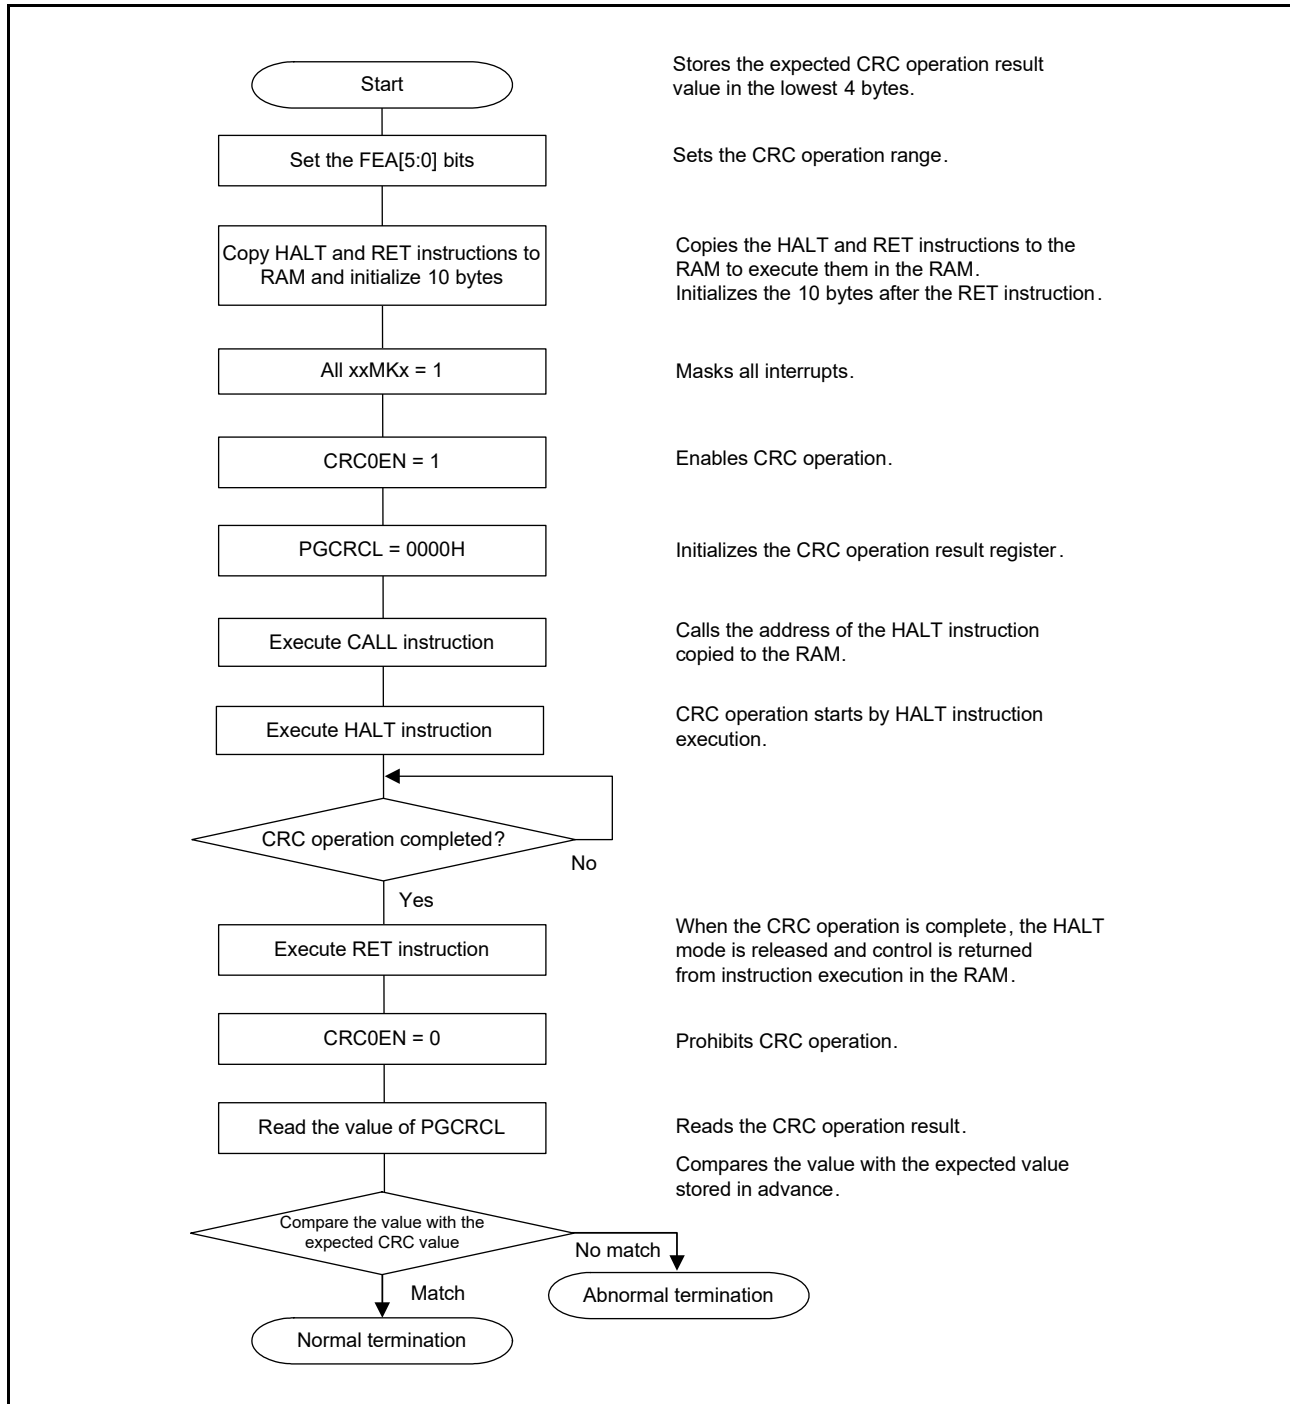 Start
Stores the expected CRC operation result
value in the lowest 4 bytes.
Set the FEA[5:0] bits
Sets the CRC operation range.
Copy HALT and RET instructions to
RAM and initialize 10 bytes
Copies the HALT and RET instructions to the
RAM to execute them in the RAM.
Initializes the 10 bytes after the RET instruction.
All xxMKx = 1
Masks all interrupts.
CRC0EN = 1
Enables CRC operation.
PGCRCL = 0000H
Initializes the CRC operation result register.
Execute CALL instruction
Calls the address of the HALT instruction
copied to the RAM.
Execute HALT instruction
CRC operation starts by HALT instruction
execution.
CRC operation completed?
No
Yes
Execute RET instruction
When the CRC operation is complete, the HALT
mode is released and control is returned
from instruction execution in the RAM.
CRC0EN = 0
Prohibits CRC operation.
Read the value of PGCRCL
Reads the CRC operation result.
Compares the value with the expected value
stored in advance.
Compare the value with the
expected CRC value
No match
Match
Abnormal termination
Normal termination